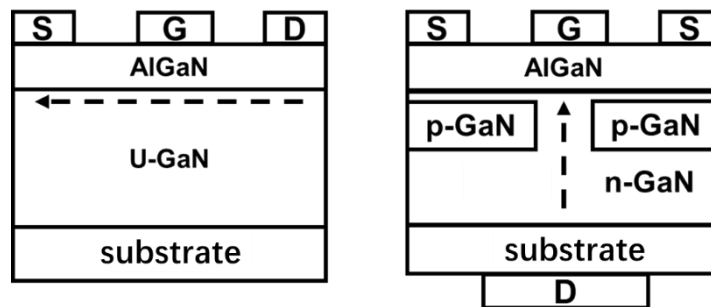 S G D
AlGaN
U-GaN
substrate
S G S
AlGaN
p-GaN p-GaN
n-GaN
substrate
D